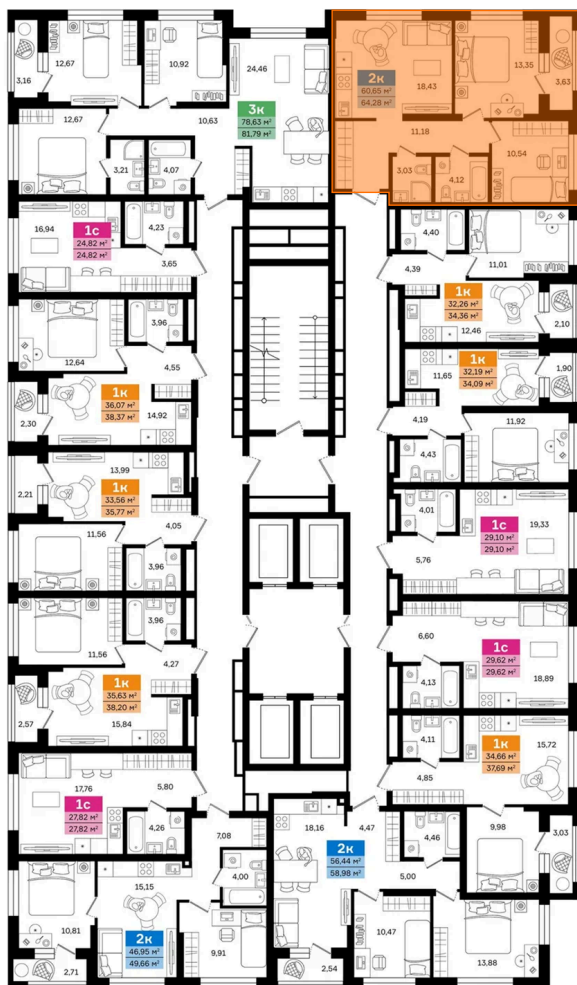 3,16
12,67
10,92
24,46
3к
78,63 м²
81,79 м²
12,67
10,63
3,21
4,07
2к
60,65 м²
64,28 м²
18,43
13,35
3,63
11,18
3,03
4,12
10,54
16,94
1с
24,82 м²
24,82 м²
4,23
3,65
4,40
11,01
4,39
1к
32,26 м²
34,36 м²
12,46
2,10
12,64
3,96
4,55
1к
36,07 м²
38,37 м²
14,92
2,30
11,65
1к
32,19 м²
34,09 м²
1,90
4,19
11,92
4,43
13,99
2,21
1к
33,56 м²
35,77 м²
4,05
11,56
3,96
4,01
1с
29,10 м²
29,10 м²
19,33
5,76
11,56
3,96
4,27
1к
35,63 м²
38,20 м²
2,57
15,84
6,60
1с
29,62 м²
29,62 м²
4,13
18,89
4,11
1к
34,66 м²
37,69 м²
15,72
4,85
17,76
5,80
1с
27,82 м²
27,82 м²
4,26
7,08
18,16
4,47
2к
56,44 м²
58,98 м²
4,46
9,98
3,03
5,00
15,15
4,00
10,81
2к
46,95 м²
49,66 м²
9,91
2,71
2,54
10,47
13,88